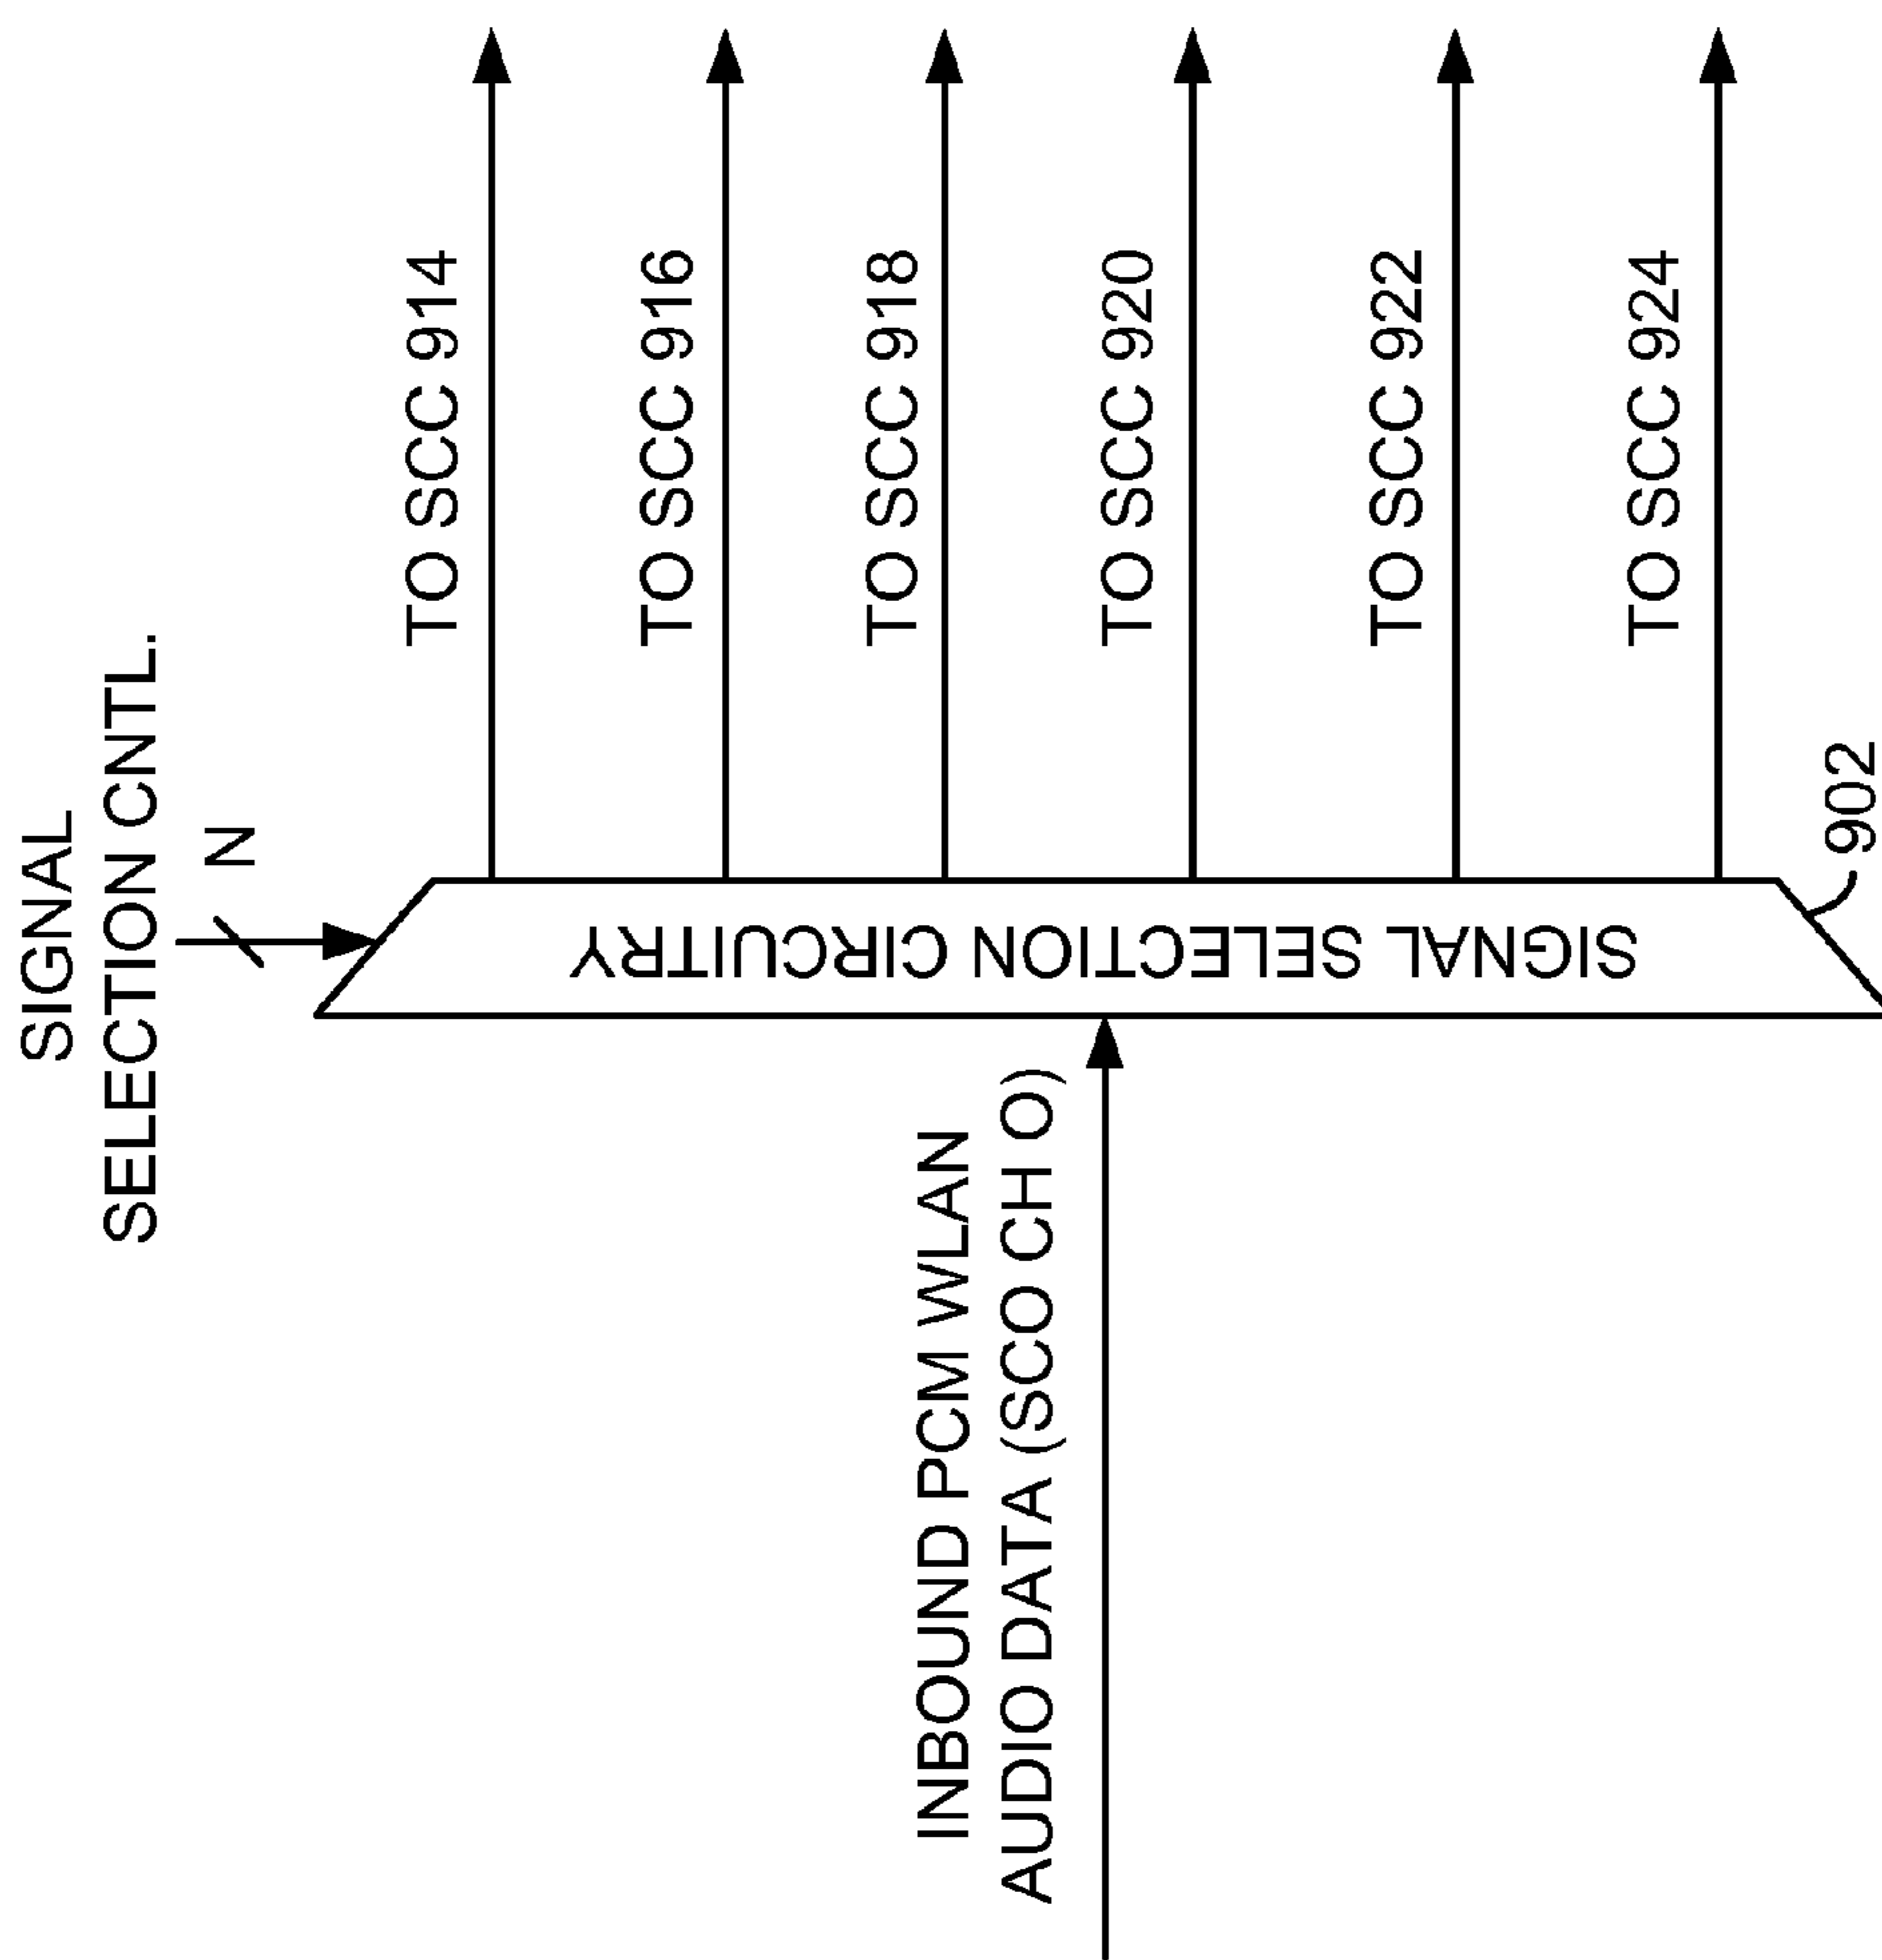 SIGNAL
SELECTION CNTL.
N
TO SCC 914
TO SCC 916
TO SCC 918
TO SCC 920
TO SCC 922
TO SCC 924
INBOUND PCM WLAN
AUDIO DATA (SCO CH O)
SIGNAL SELECTION CIRCUITRY
902